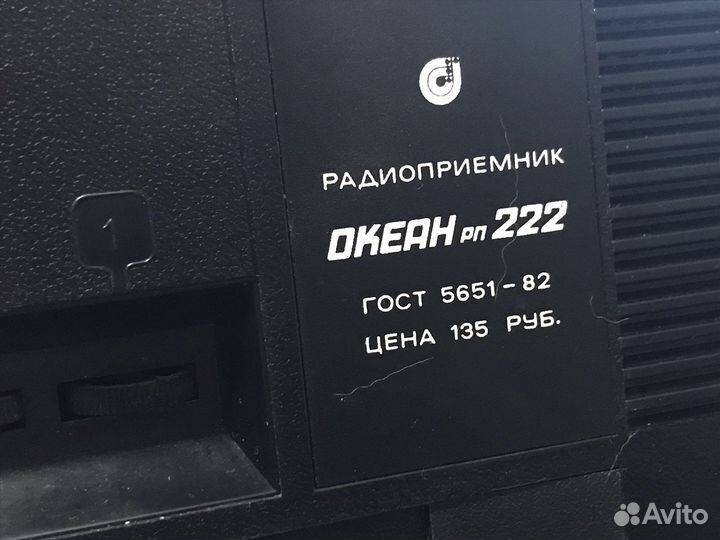 РАДИОПРИЕМНИК
ОКЕАН РП 222
ГОСТ 5651-82
ЦЕНА 135 РУБ.
1
Avito